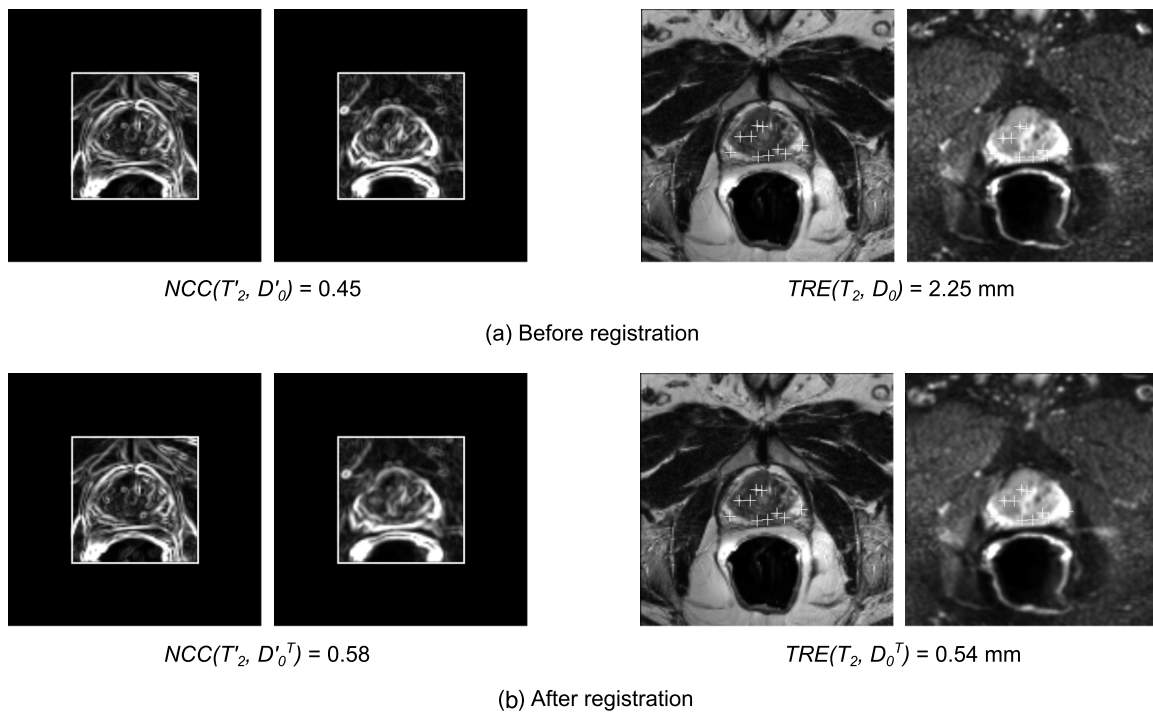 NCC(T'₂, D'₀) = 0.45
TRE(T₂, D₀) = 2.25 mm
(a) Before registration
NCC(T'₂, D'₀ᵀ) = 0.58
TRE(T₂, D₀ᵀ) = 0.54 mm
(b) After registration